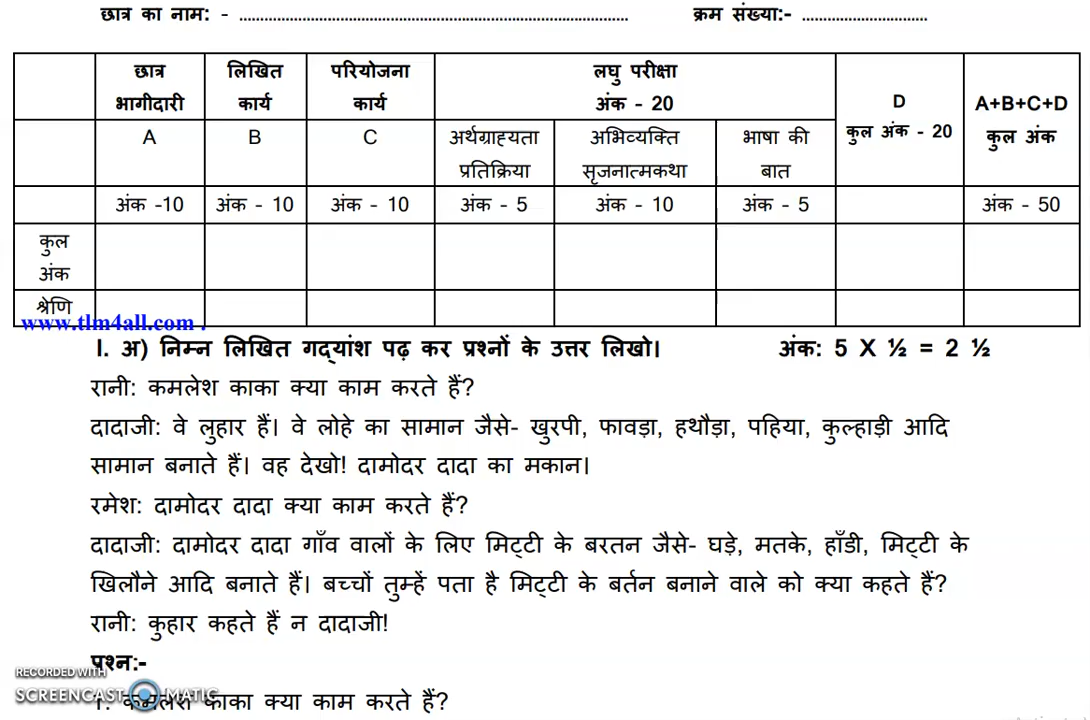 छात्र का नाम: - ............................................................................................ क्रम संख्या:- ..............................
छात्र भागीदारी लिखित कार्य परियोजना कार्य लघु परीक्षा अंक - 20 D कुल अंक - 20 A+B+C+D कुल अंक
A B C अर्थग्राह्यता प्रतिक्रिया अभिव्यक्ति सृजनात्मकथा भाषा की बात
अंक -10 अंक - 10 अंक - 10 अंक - 5 अंक - 10 अंक - 5 अंक - 50
कुल अंक
श्रेणि
www.tlm4all.com .
I. अ) निम्न लिखित गद्यांश पढ़ कर प्रश्नों के उत्तर लिखो। अंक: 5 X ½ = 2 ½
रानी: कमलेश काका क्या काम करते हैं?
दादाजी: वे लुहार हैं। वे लोहे का सामान जैसे- खुरपी, फावड़ा, हथौड़ा, पहिया, कुल्हाड़ी आदि
सामान बनाते हैं। वह देखो! दामोदर दादा का मकान।
रमेश: दामोदर दादा क्या काम करते हैं?
दादाजी: दामोदर दादा गाँव वालों के लिए मिट्टी के बरतन जैसे- घड़े, मतके, हाँडी, मिट्टी के
खिलौने आदि बनाते हैं। बच्चों तुम्हें पता है मिट्टी के बर्तन बनाने वाले को क्या कहते हैं?
रानी: कुहार कहते हैं न दादाजी!
प्रश्न:-
RECORDED WITH
SCREENCAST MATIC
1. कमलेश काका क्या काम करते हैं?